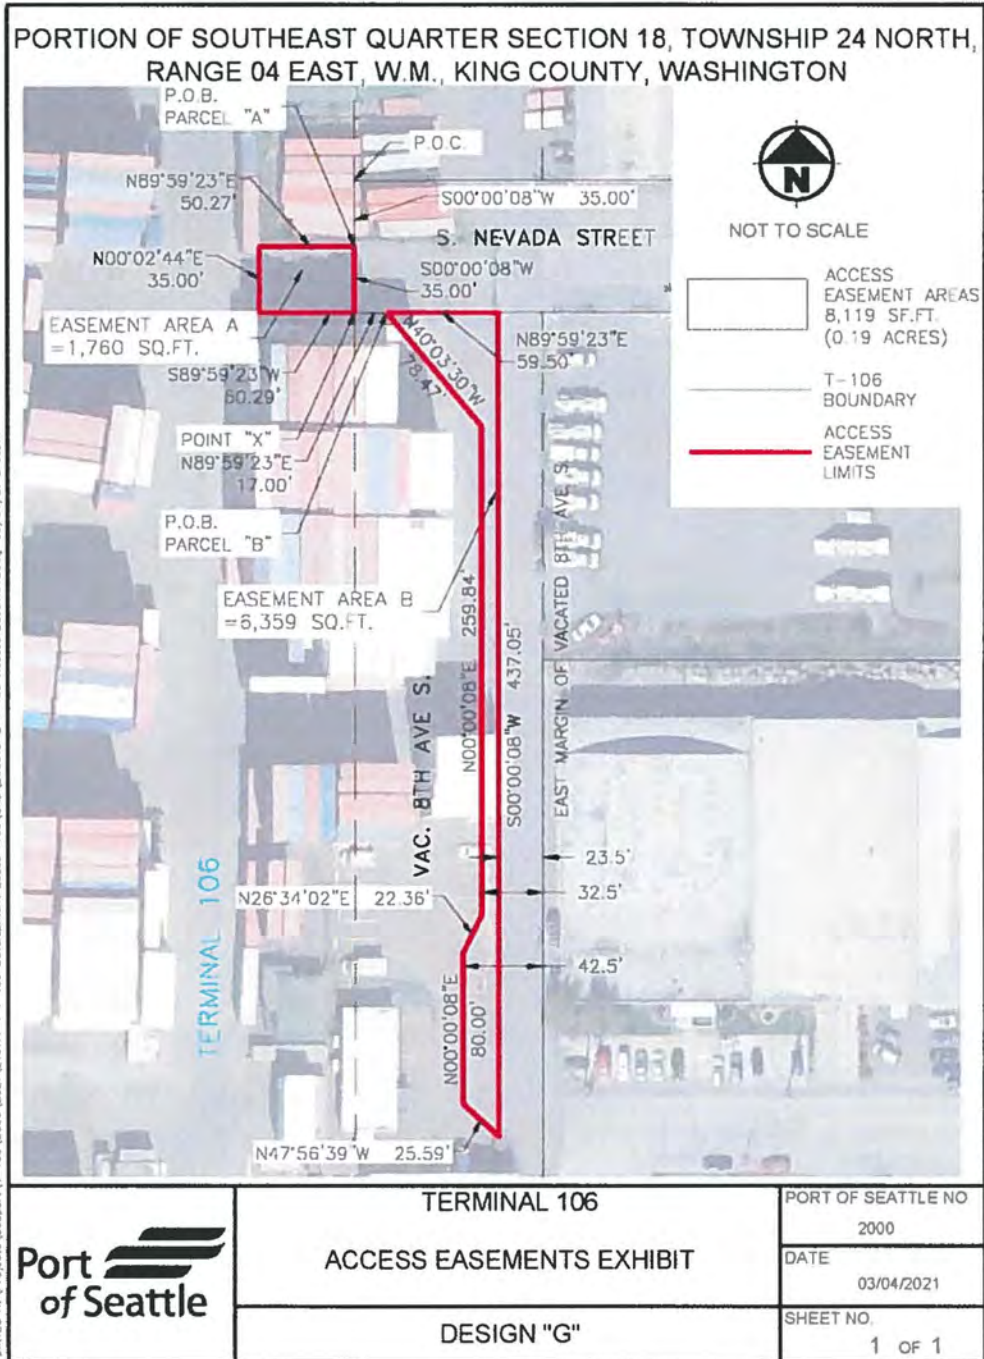 PORTION OF SOUTHEAST QUARTER SECTION 18, TOWNSHIP 24 NORTH,
RANGE 04 EAST, W.M., KING COUNTY, WASHINGTON
P.O.B.
PARCEL "A"
P.O.C.
N89°59'23"E
50.27'
S00°00'08"W 35.00'
N
NOT TO SCALE
S. NEVADA STREET
N00°02'44"E
35.00'
S00°00'08"W
35.00'
ACCESS
EASEMENT AREAS
8,119 SF.FT.
(0.19 ACRES)
EASEMENT AREA A
=1,760 SQ.FT.
N40°03'30"W
78.47'
N89°59'23"E
59.50'
S89°59'23"W
50.29'
T-106
BOUNDARY
POINT "X"
N89°59'23"E
17.00'
ACCESS
EASEMENT
LIMITS
P.O.B.
PARCEL "B"
EASEMENT AREA B
=6,359 SQ.FT.
N00°00'08"E 259.84'
S00°00'08"W 437.05'
EAST MARGIN OF VACATED 8TH AVE S.
VAC. 8TH AVE S.
TERMINAL 106
23.5'
32.5'
N26°34'02"E 22.36'
42.5'
N00°00'08"E
80.00'
N47°56'39"W 25.59'
Port
of Seattle
TERMINAL 106
ACCESS EASEMENTS EXHIBIT
DESIGN "G"
PORT OF SEATTLE NO
2000
DATE
03/04/2021
SHEET NO.
1 OF 1